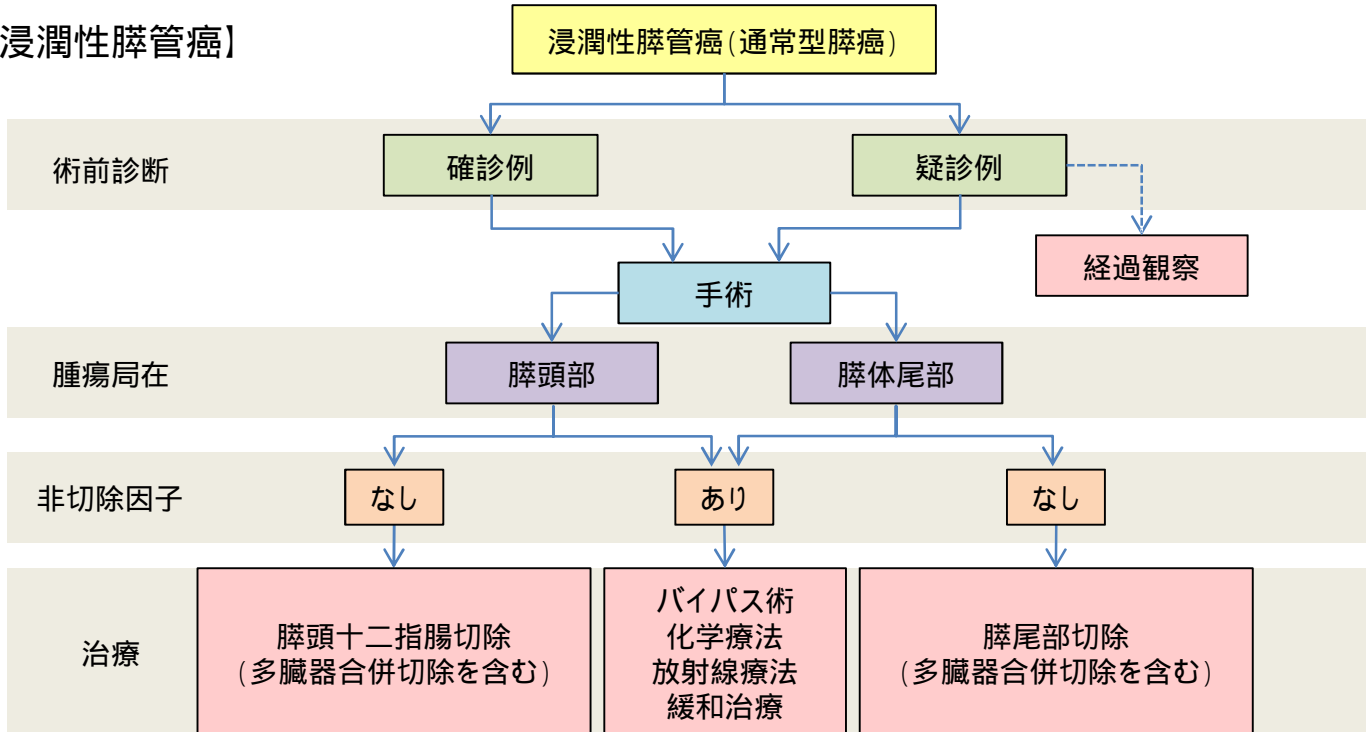 浸潤性膵管癌】
浸潤性膵管癌(通常型膵癌)
術前診断
確診例
疑診例
経過観察
手術
腫瘍局在
膵頭部
膵体尾部
非切除因子
なし
あり
なし
治療
膵頭十二指腸切除
(多臓器合併切除を含む)
バイパス術
化学療法
放射線療法
緩和治療
膵尾部切除
(多臓器合併切除を含む)